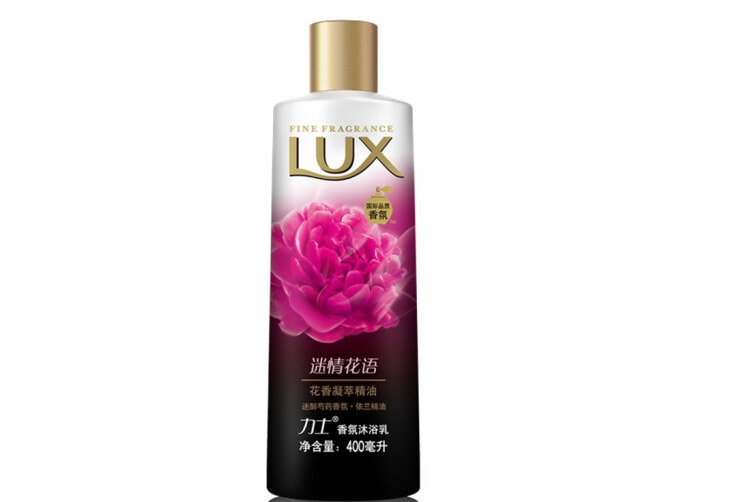 FINE FRAGRANCE
LUX
国际品质
香氛
迷情花语
花香凝萃精油
迷醉芍药香氛·依兰精油
力士® 香氛沐浴乳
净含量: 400毫升